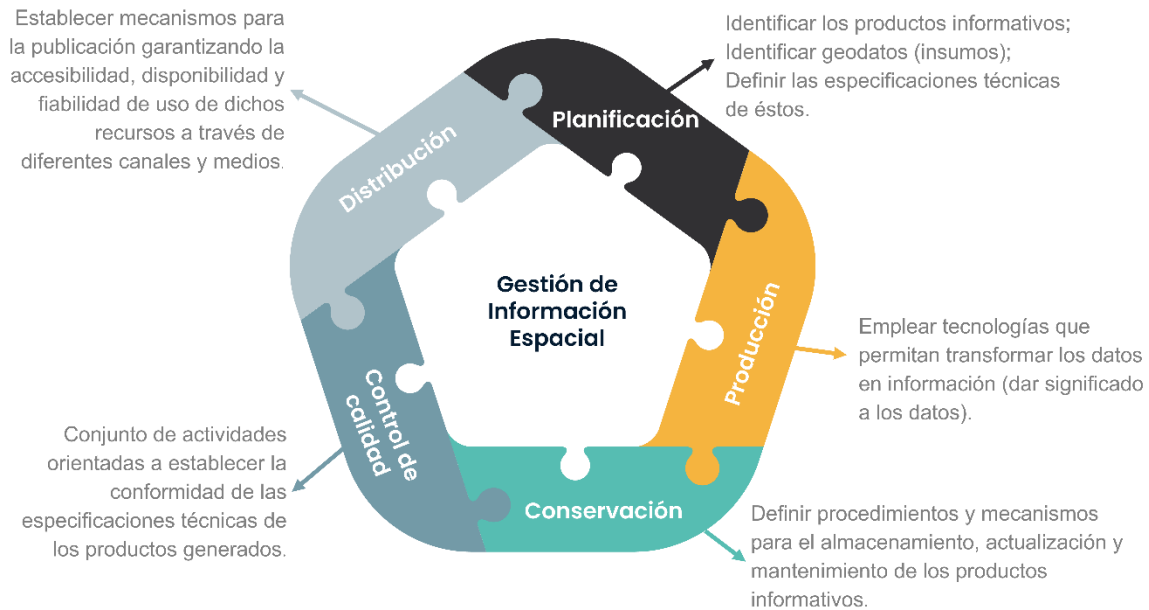 Establecer mecanismos para
la publicación garantizando la
accesibilidad, disponibilidad y
fiabilidad de uso de dichos
recursos a través de
diferentes canales y medios.
Identificar los productos informativos;
Identificar geodatos (insumos);
Definir las especificaciones técnicas
de éstos.
Planificación
Distribución
Gestión de
Información
Espacial
Producción
Emplear tecnologías que
permitan transformar los datos
en información (dar significado
a los datos).
Control de
calidad
Conjunto de actividades
orientadas a establecer la
conformidad de las
especificaciones técnicas de
los productos generados.
Conservación
Definir procedimientos y mecanismos
para el almacenamiento, actualización y
mantenimiento de los productos
informativos.